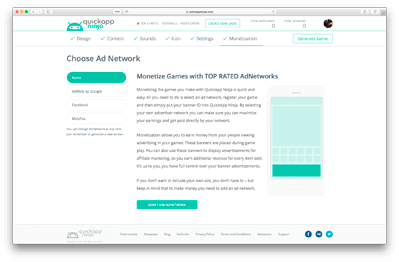 quickapp
ninja
TUTORIALS
CREATE NEW GAME
Design
Content
Sounds
Icon
Settings
Monetization
Generate Game
Choose Ad Network
Home
AdMob by Google
Facebook
MoPub
Monetize Games with TOP RATED AdNetworks
Monetizing the games you make with QuickApp Ninja is quick and
easy. All you need to do is select an ad network, register your game
and then simply put your banner ID into QuickApp Ninja. By selecting
your own advertiser network you can make sure you can maximize
your earnings and get paid directly by your network.
Monetization allows you to earn money from your people viewing
advertising in your games. These banners are placed during game
play. You can also use these banners to display advertisements for
affiliate marketing, so you earn additional revenue for every item sold.
It's up to you, you have full control over your banner advertisements.
If you don't want to include your own ads you don't have to – but
keep in mind that to make money you need to add an ad network.
quickapp
ninja
Testimonials
Showcase
Blog
Editorials
Privacy Policy
Terms and Conditions
Resources
Support